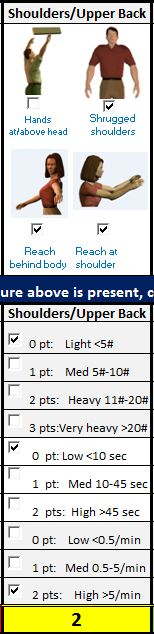 Shoulders/Upper Back
Hands at/above head
Shrugged shoulders
Reach behind body
Reach at shoulder
ure above is present, c
Shoulders/Upper Back
0 pt: Light <5#
1 pt: Med 5#-10#
2 pts: Heavy 11#-20#
3 pts:Very heavy >20#
0 pt: Low <10 sec
1 pt: Med 10-45 sec
2 pts: High >45 sec
0 pt: Low <0.5/min
1 pt: Med 0.5-5/min
2 pts: High >5/min
2